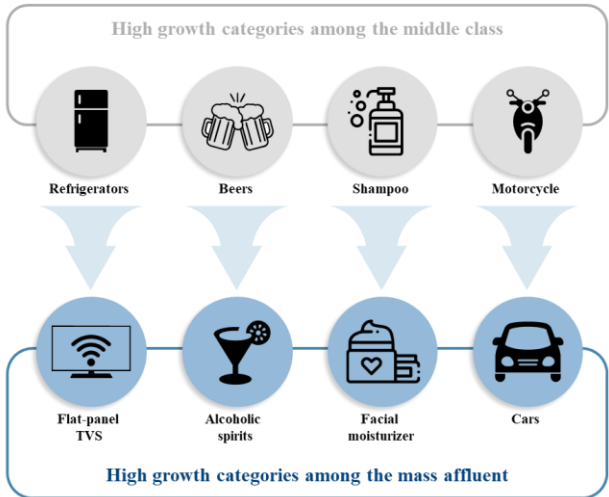 High growth categories among the middle class
Refrigerators
Beers
Shampoo
Motorcycle
Flat-panel
TVS
Alcoholic
spirits
Facial
moisturizer
Cars
High growth categories among the mass affluent